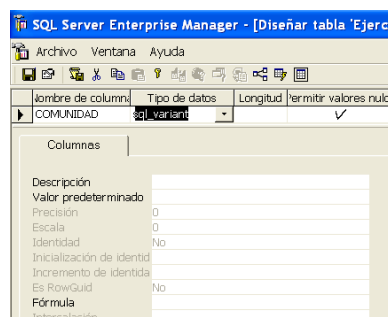 SQL Server Enterprise Manager - [Diseñar tabla 'Ejerc
Archivo Ventana Ayuda
Nombre de columna Tipo de datos Longitud Permitir valores nulo
COMUNIDAD sql_variant
Columnas
Descripción
Valor predeterminado
Precisión 0
Escala 0
Identidad No
Inicialización de identid
Incremento de identida
Es RowGuid No
Fórmula
Intercalación